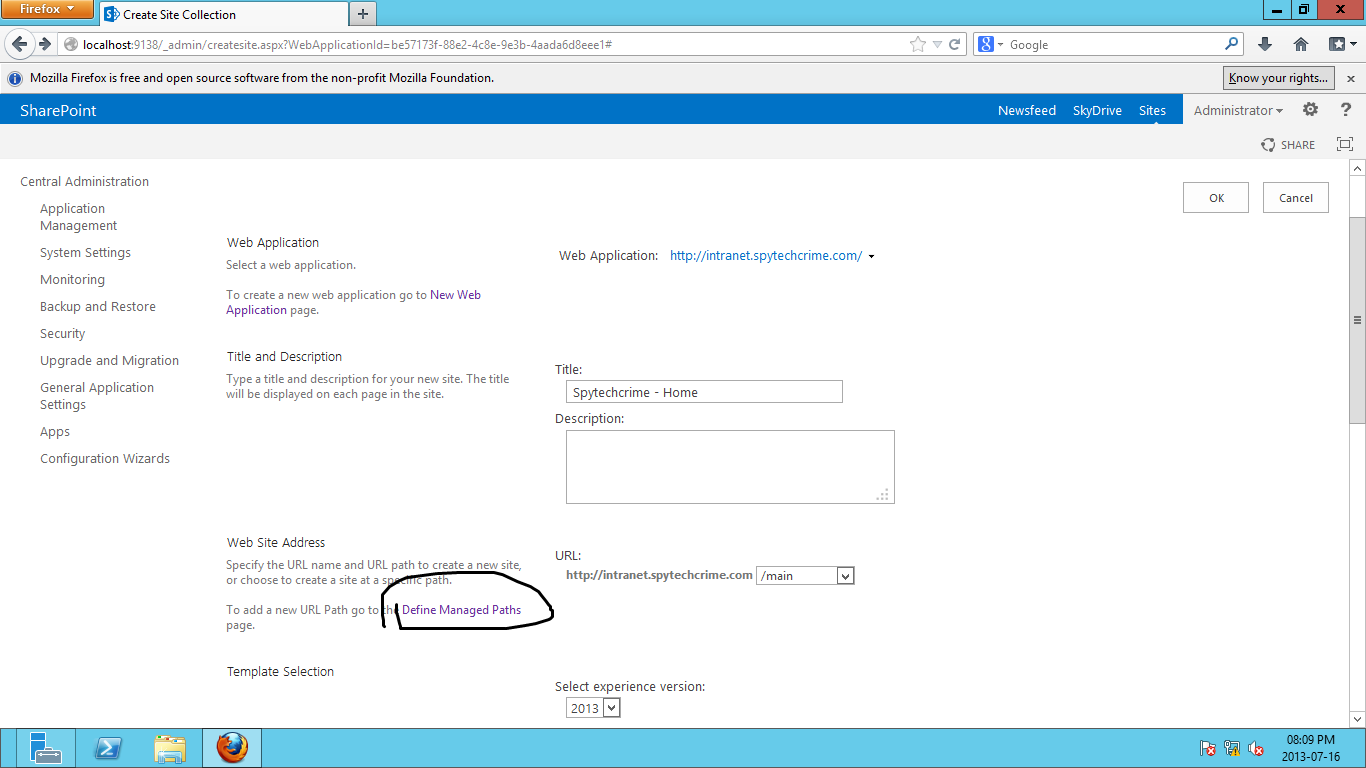 Firefox
Create Site Collection
localhost:9138/_admin/createsite.aspx?WebApplicationId=be57173f-88e2-4c8e-9e3b-4aada6d8eee1#
Google
Mozilla Firefox is free and open source software from the non-profit Mozilla Foundation.
Know your rights...
SharePoint
Newsfeed
SkyDrive
Sites
Administrator
SHARE
Central Administration
Application
Management
System Settings
Monitoring
Backup and Restore
Security
Upgrade and Migration
General Application
Settings
Apps
Configuration Wizards
OK
Cancel
Web Application
Select a web application.
To create a new web application go to New Web
Application page.
Web Application: http://intranet.spytechcrime.com/
Title and Description
Type a title and description for your new site. The title
will be displayed on each page in the site.
Title:
Spytechcrime - Home
Description:
Web Site Address
Specify the URL name and URL path to create a new site,
or choose to create a site at a specific path.
To add a new URL Path go to the Define Managed Paths
page.
URL:
http://intranet.spytechcrime.com /main
Template Selection
Select experience version:
2013
08:09 PM
2013-07-16